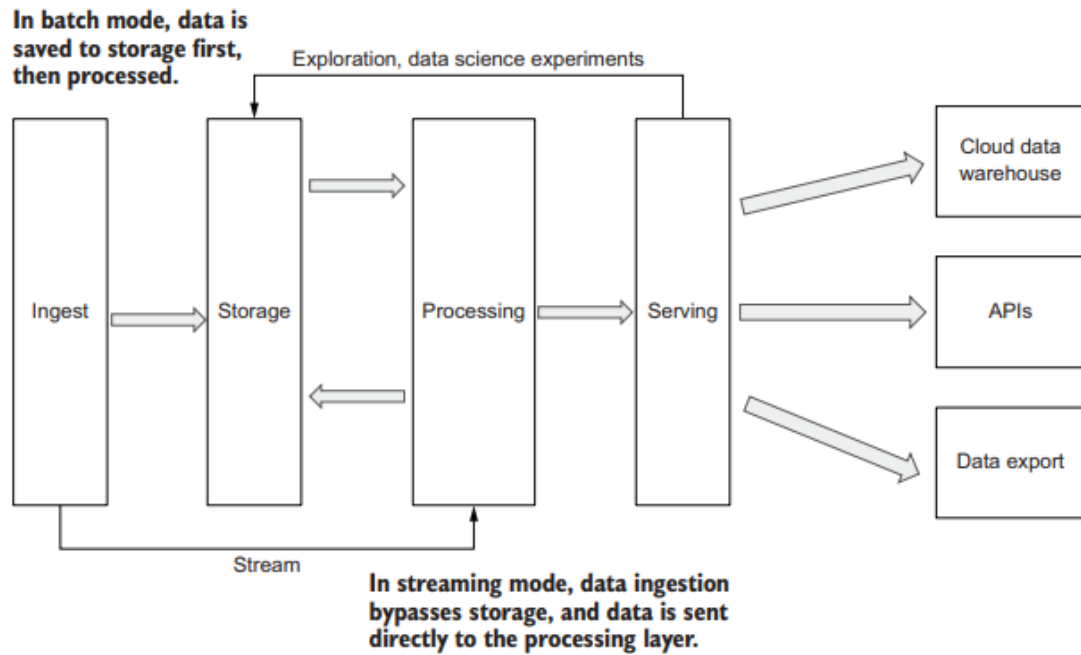 In batch mode, data is
saved to storage first,
then processed.
Exploration, data science experiments
Ingest
Storage
Processing
Serving
Cloud data
warehouse
APIs
Data export
Stream
In streaming mode, data ingestion
bypasses storage, and data is sent
directly to the processing layer.